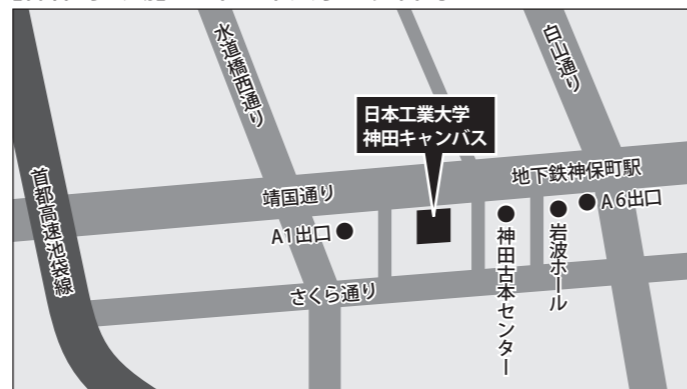 水道橋西通り
白山通り
日本工業大学
神田キャンパス
首都高速池袋線
靖国通り
地下鉄神保町駅
A1出口
A6出口
さくら通り
神田古本センター
岩波ホール